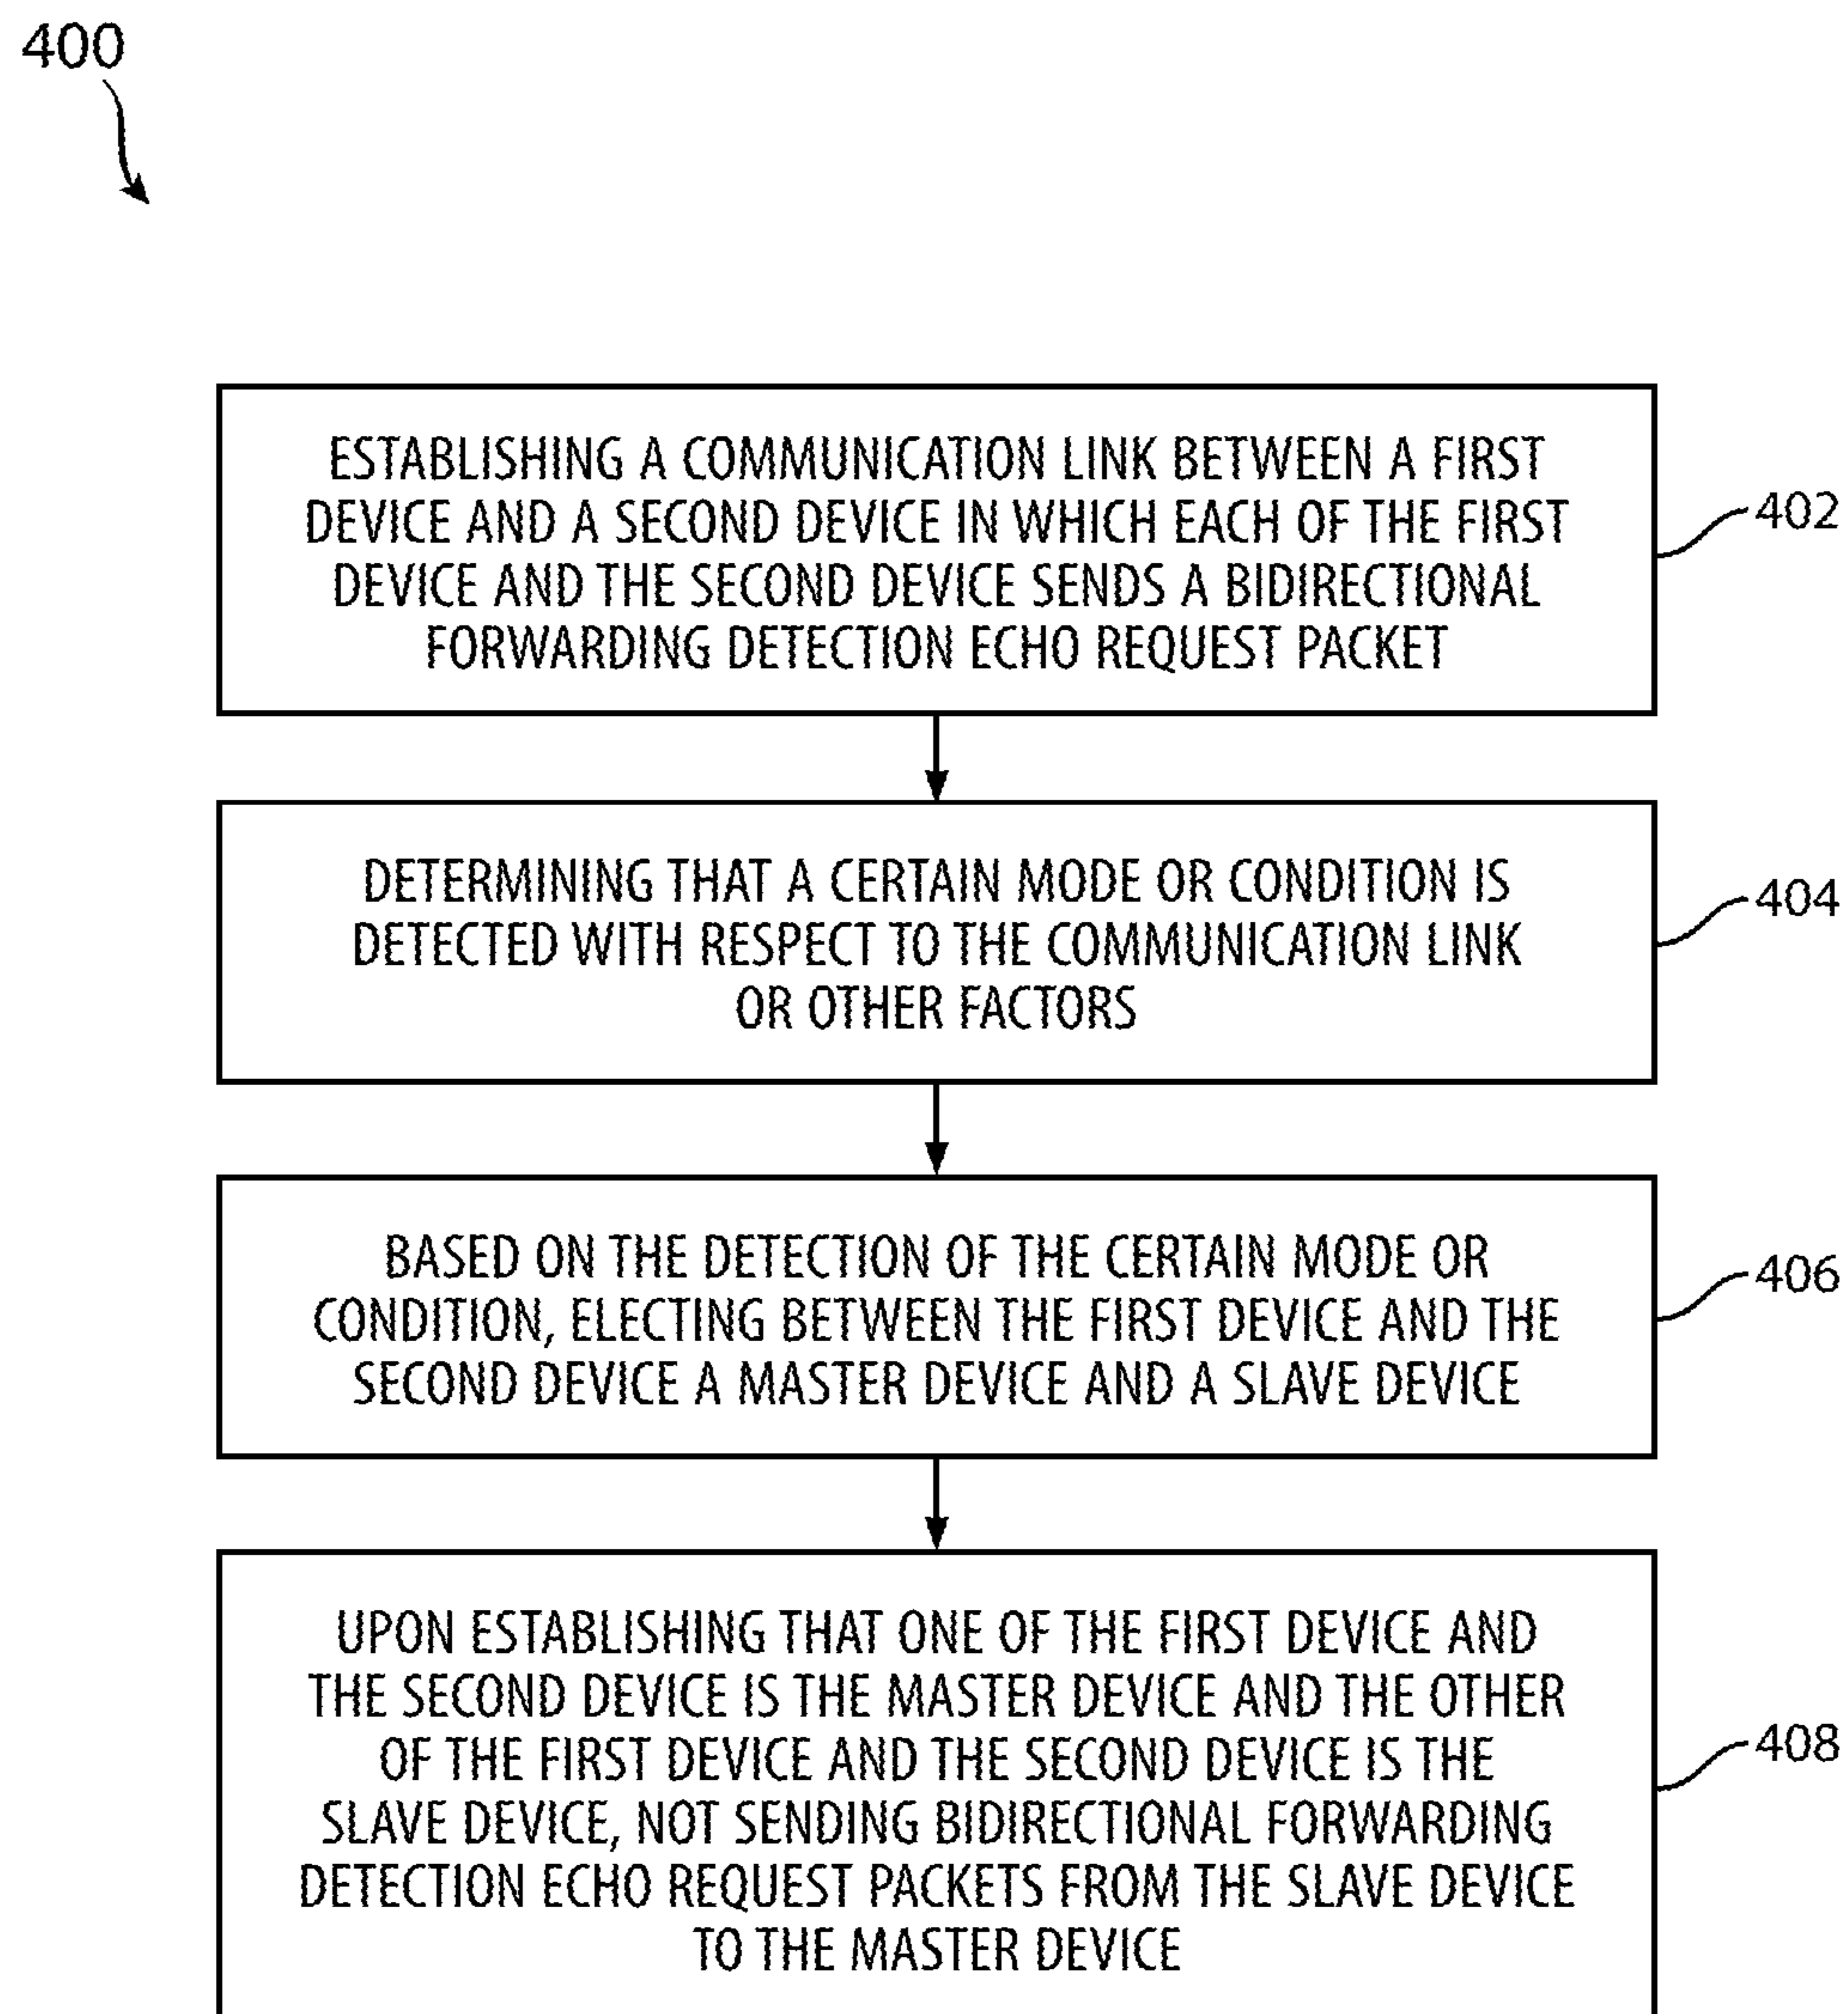 400
ESTABLISHING A COMMUNICATION LINK BETWEEN A FIRST
DEVICE AND A SECOND DEVICE IN WHICH EACH OF THE FIRST
DEVICE AND THE SECOND DEVICE SENDS A BIDIRECTIONAL
FORWARDING DETECTION ECHO REQUEST PACKET
402
DETERMINING THAT A CERTAIN MODE OR CONDITION IS
DETECTED WITH RESPECT TO THE COMMUNICATION LINK
OR OTHER FACTORS
404
BASED ON THE DETECTION OF THE CERTAIN MODE OR
CONDITION, ELECTING BETWEEN THE FIRST DEVICE AND THE
SECOND DEVICE A MASTER DEVICE AND A SLAVE DEVICE
406
UPON ESTABLISHING THAT ONE OF THE FIRST DEVICE AND
THE SECOND DEVICE IS THE MASTER DEVICE AND THE OTHER
OF THE FIRST DEVICE AND THE SECOND DEVICE IS THE
SLAVE DEVICE, NOT SENDING BIDIRECTIONAL FORWARDING
DETECTION ECHO REQUEST PACKETS FROM THE SLAVE DEVICE
TO THE MASTER DEVICE
408